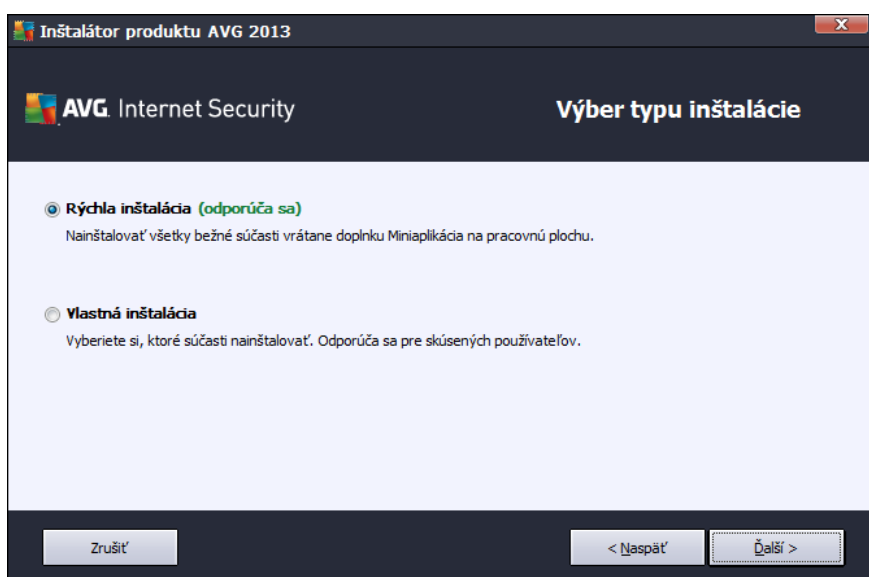 Inštalátor produktu AVG 2013
X
AVG. Internet Security
Výber typu inštalácie
Rýchla inštalácia (odporúča sa)
Nainštalovať všetky bežné súčasti vrátane doplnku Miniaplikácia na pracovnú plochu.
Vlastná inštalácia
Vyberiete si, ktoré súčasti nainštalovať. Odporúča sa pre skúsených používateľov.
Zrušiť
< Naspäť
Ďalší >